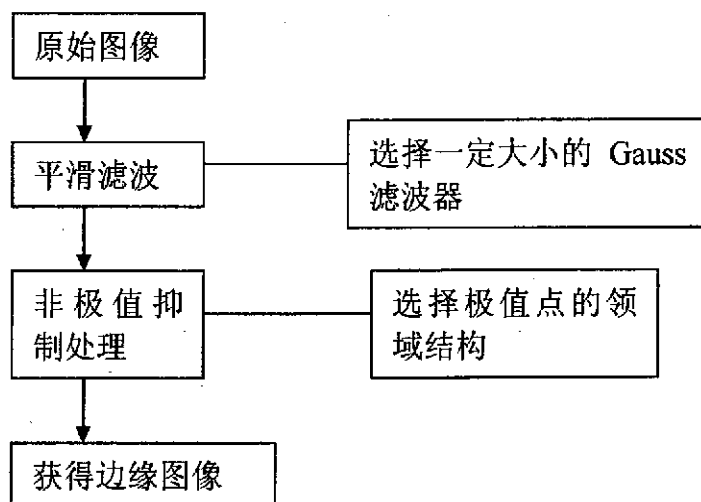 原始图像
平滑滤波
选择一定大小的 Gauss
滤波器
非极值抑
制处理
选择极值点的领
域结构
获得边缘图像